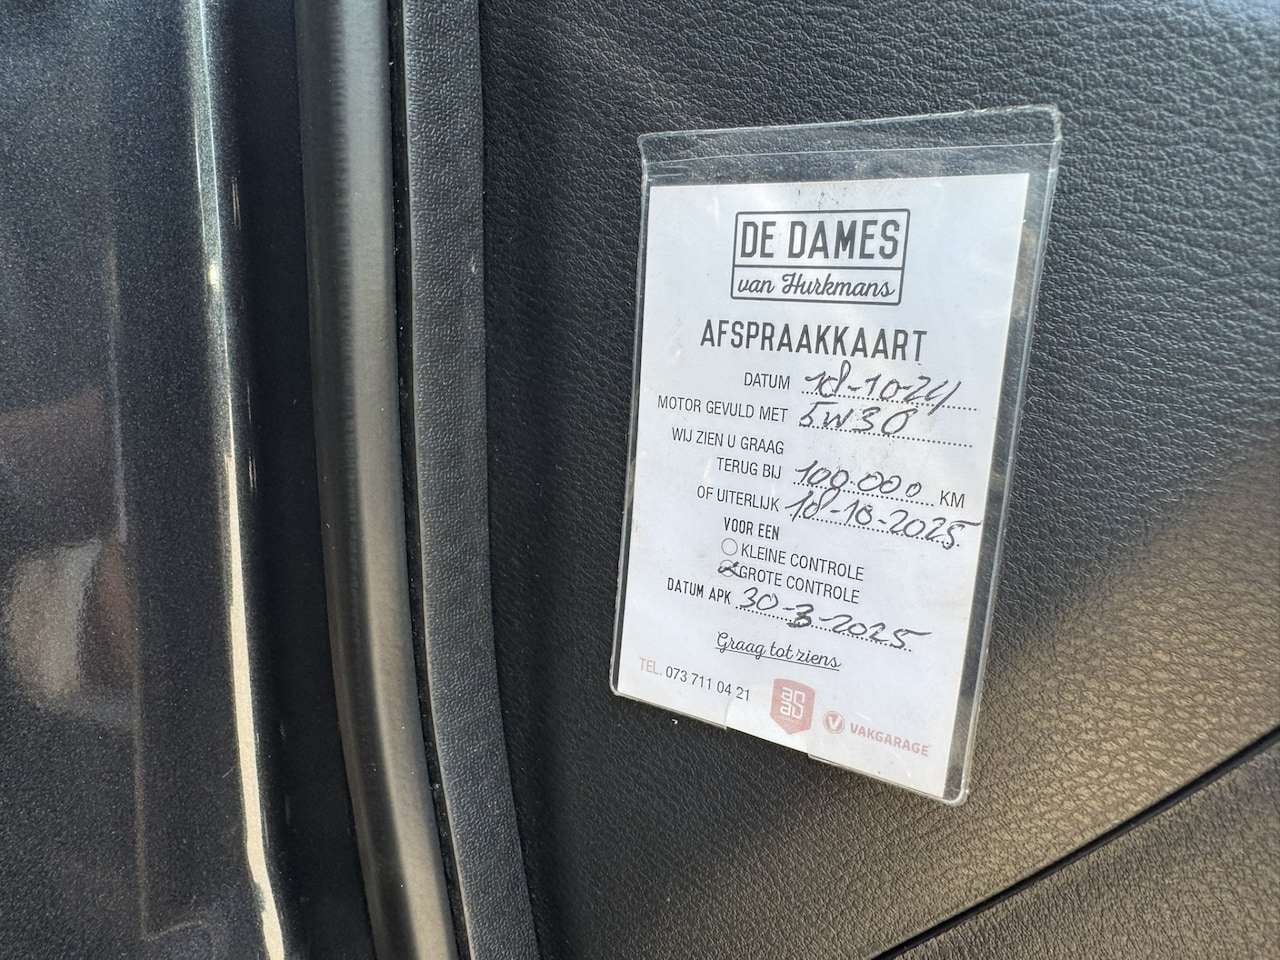 DE DAMES
van Hurkmans
AFSPRAAKKAART
DATUM 18-10-24
MOTOR GEVULD MET 5W30
WIJ ZIEN U GRAAG
TERUG BIJ 100.000 KM
OF UITERLIJK 18-10-2025
VOOR EEN
KLEINE CONTROLE
GROTE CONTROLE
DATUM APK 30-3-2025
Graag tot ziens
TEL. 073 711 04 21
VAKGARAGE